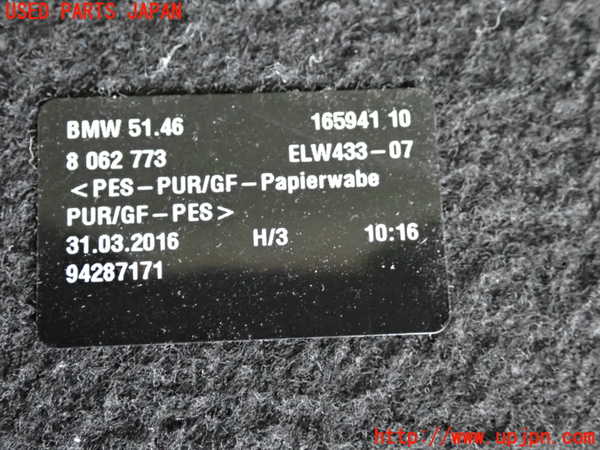 USED PARTS JAPAN
BMW 51.46 165941 10
8 062 773 ELW433-07
<PES-PUR/GF-Papierwabe
PUR/GF-PES>
31.03.2016 H/3 10:16
94287171
http://www.upjpn.com/